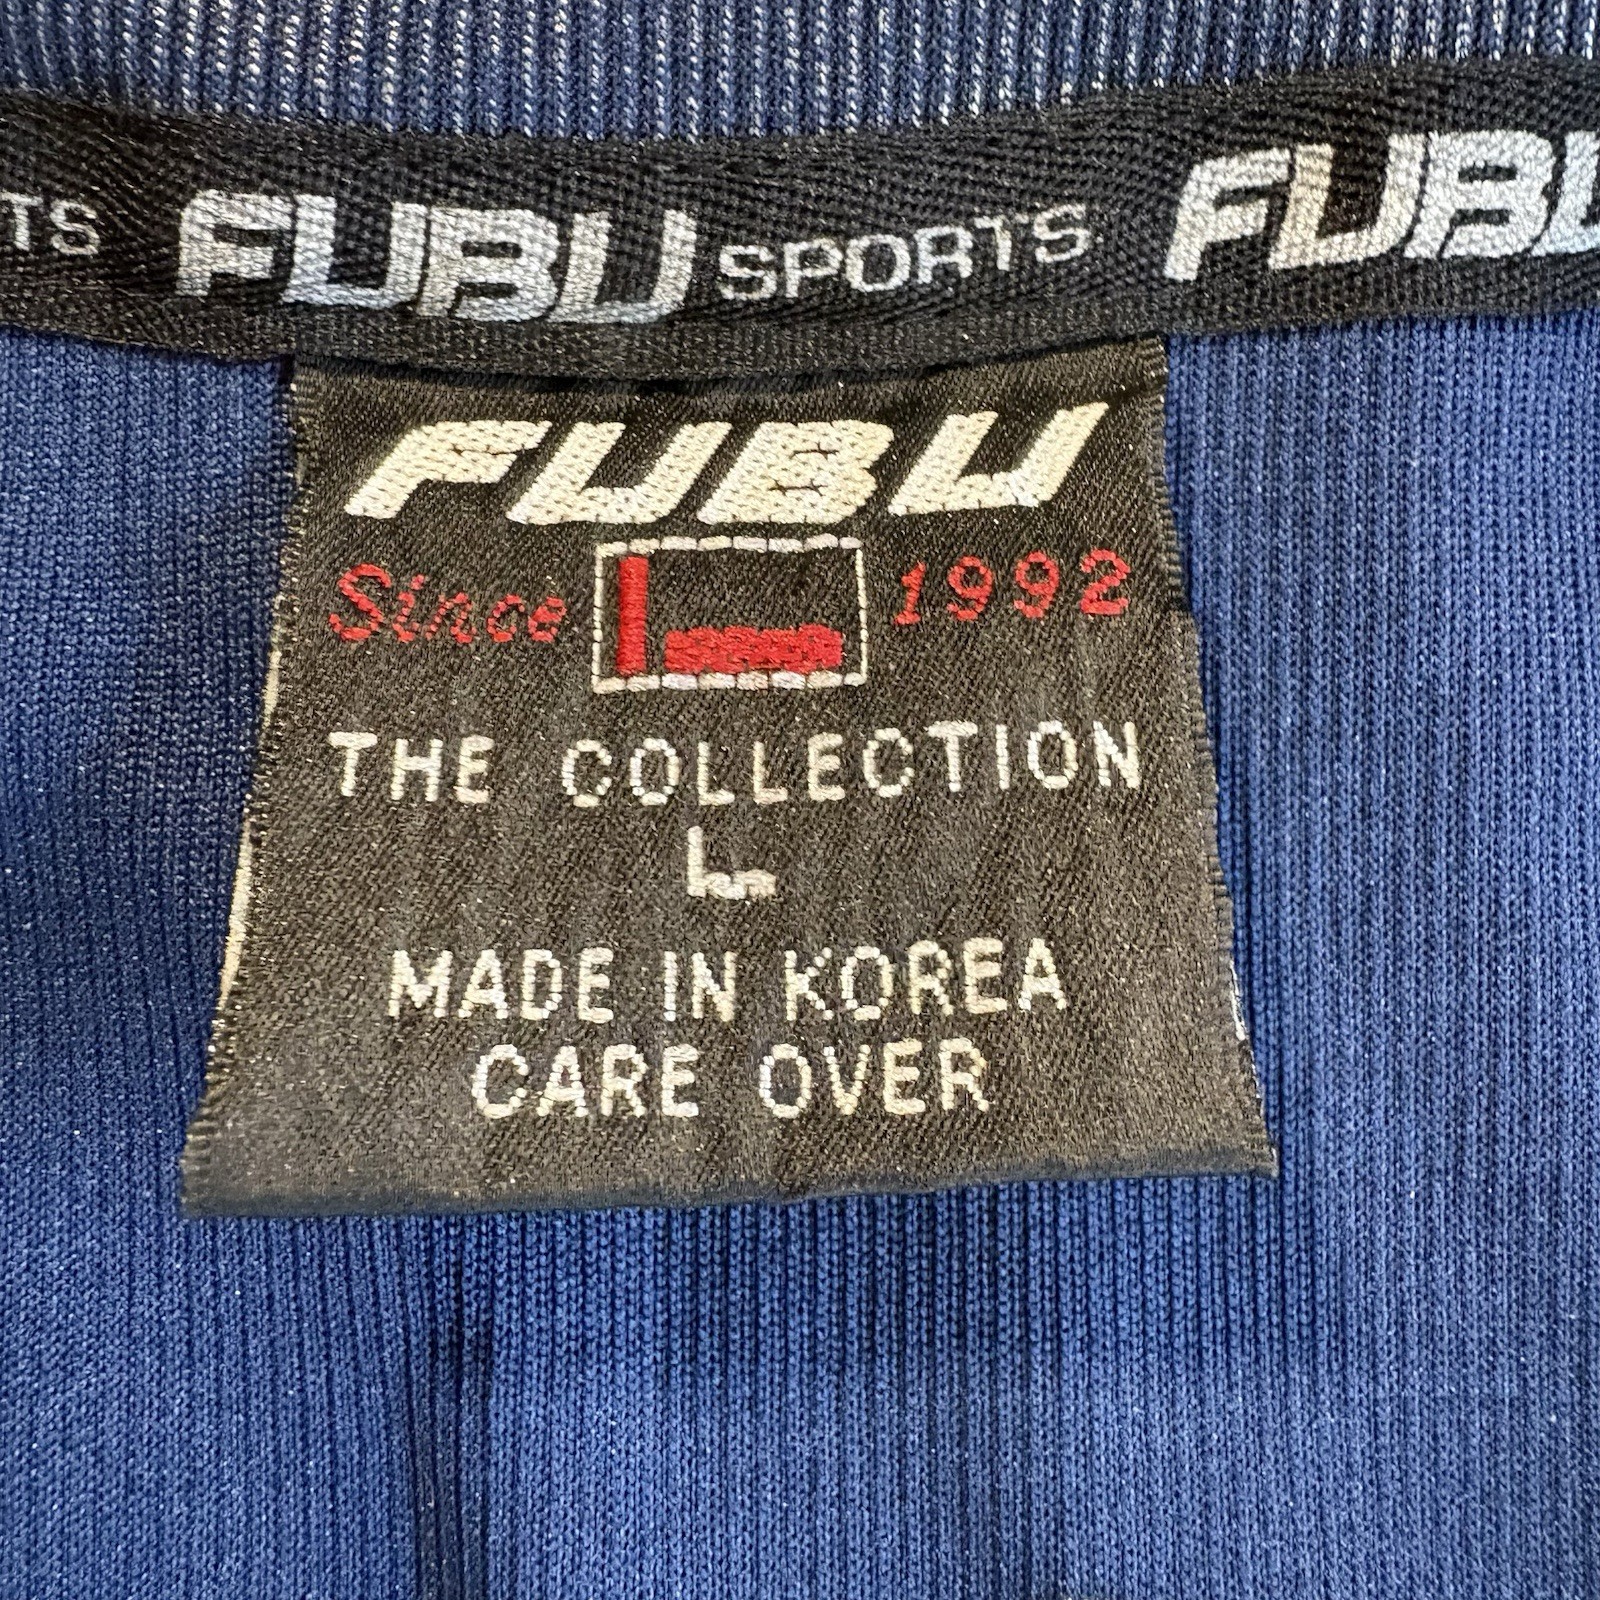 TS FUBU SPORTS FUBU
FUBU
Since 1992
THE COLLECTION
L
MADE IN KOREA
CARE OVER